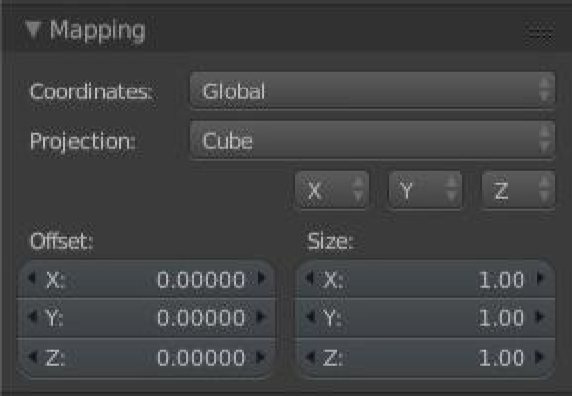 Mapping
Coordinates: Global
Projection: Cube
X Y Z
Offset: Size:
X: 0.00000 X: 1.00
Y: 0.00000 Y: 1.00
Z: 0.00000 Z: 1.00